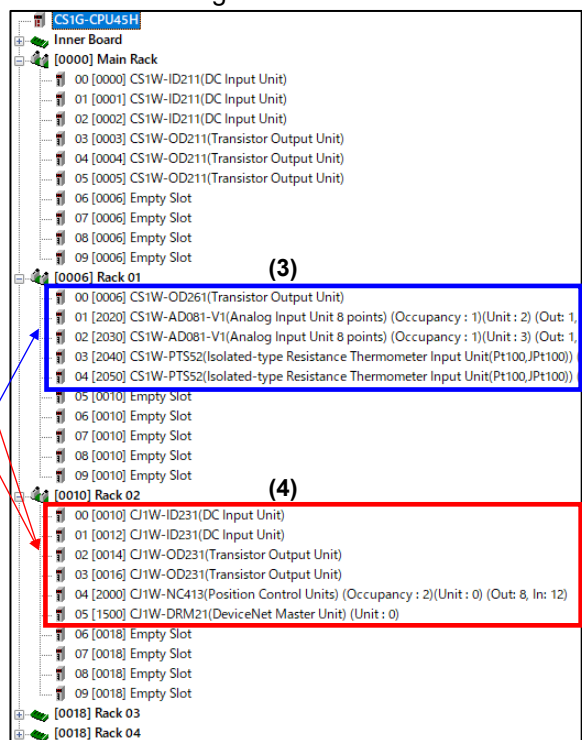 CS1G-CPU45H
Inner Board
[0000] Main Rack
00 [0000] CS1W-ID211(DC Input Unit)
01 [0001] CS1W-ID211(DC Input Unit)
02 [0002] CS1W-ID211(DC Input Unit)
03 [0003] CS1W-OD211(Transistor Output Unit)
04 [0004] CS1W-OD211(Transistor Output Unit)
05 [0005] CS1W-OD211(Transistor Output Unit)
06 [0006] Empty Slot
07 [0006] Empty Slot
08 [0006] Empty Slot
09 [0006] Empty Slot
[0006] Rack 01
(3)
00 [0006] CS1W-OD261(Transistor Output Unit)
01 [2020] CS1W-AD081-V1(Analog Input Unit 8 points) (Occupancy : 1)(Unit : 2) (Out: 1,
02 [2030] CS1W-AD081-V1(Analog Input Unit 8 points) (Occupancy : 1)(Unit : 3) (Out: 1,
03 [2040] CS1W-PTS52(Isolated-type Resistance Thermometer Input Unit(Pt100,JPt100)) (
04 [2050] CS1W-PTS52(Isolated-type Resistance Thermometer Input Unit(Pt100,JPt100)) (
05 [0010] Empty Slot
06 [0010] Empty Slot
07 [0010] Empty Slot
08 [0010] Empty Slot
09 [0010] Empty Slot
[0010] Rack 02
(4)
00 [0010] CJ1W-ID231(DC Input Unit)
01 [0012] CJ1W-ID231(DC Input Unit)
02 [0014] CJ1W-OD231(Transistor Output Unit)
03 [0016] CJ1W-OD231(Transistor Output Unit)
04 [2000] CJ1W-NC413(Position Control Units) (Occupancy : 2)(Unit : 0) (Out: 8, In: 12)
05 [1500] CJ1W-DRM21(DeviceNet Master Unit) (Unit : 0)
06 [0018] Empty Slot
07 [0018] Empty Slot
08 [0018] Empty Slot
09 [0018] Empty Slot
[0018] Rack 03
[0018] Rack 04